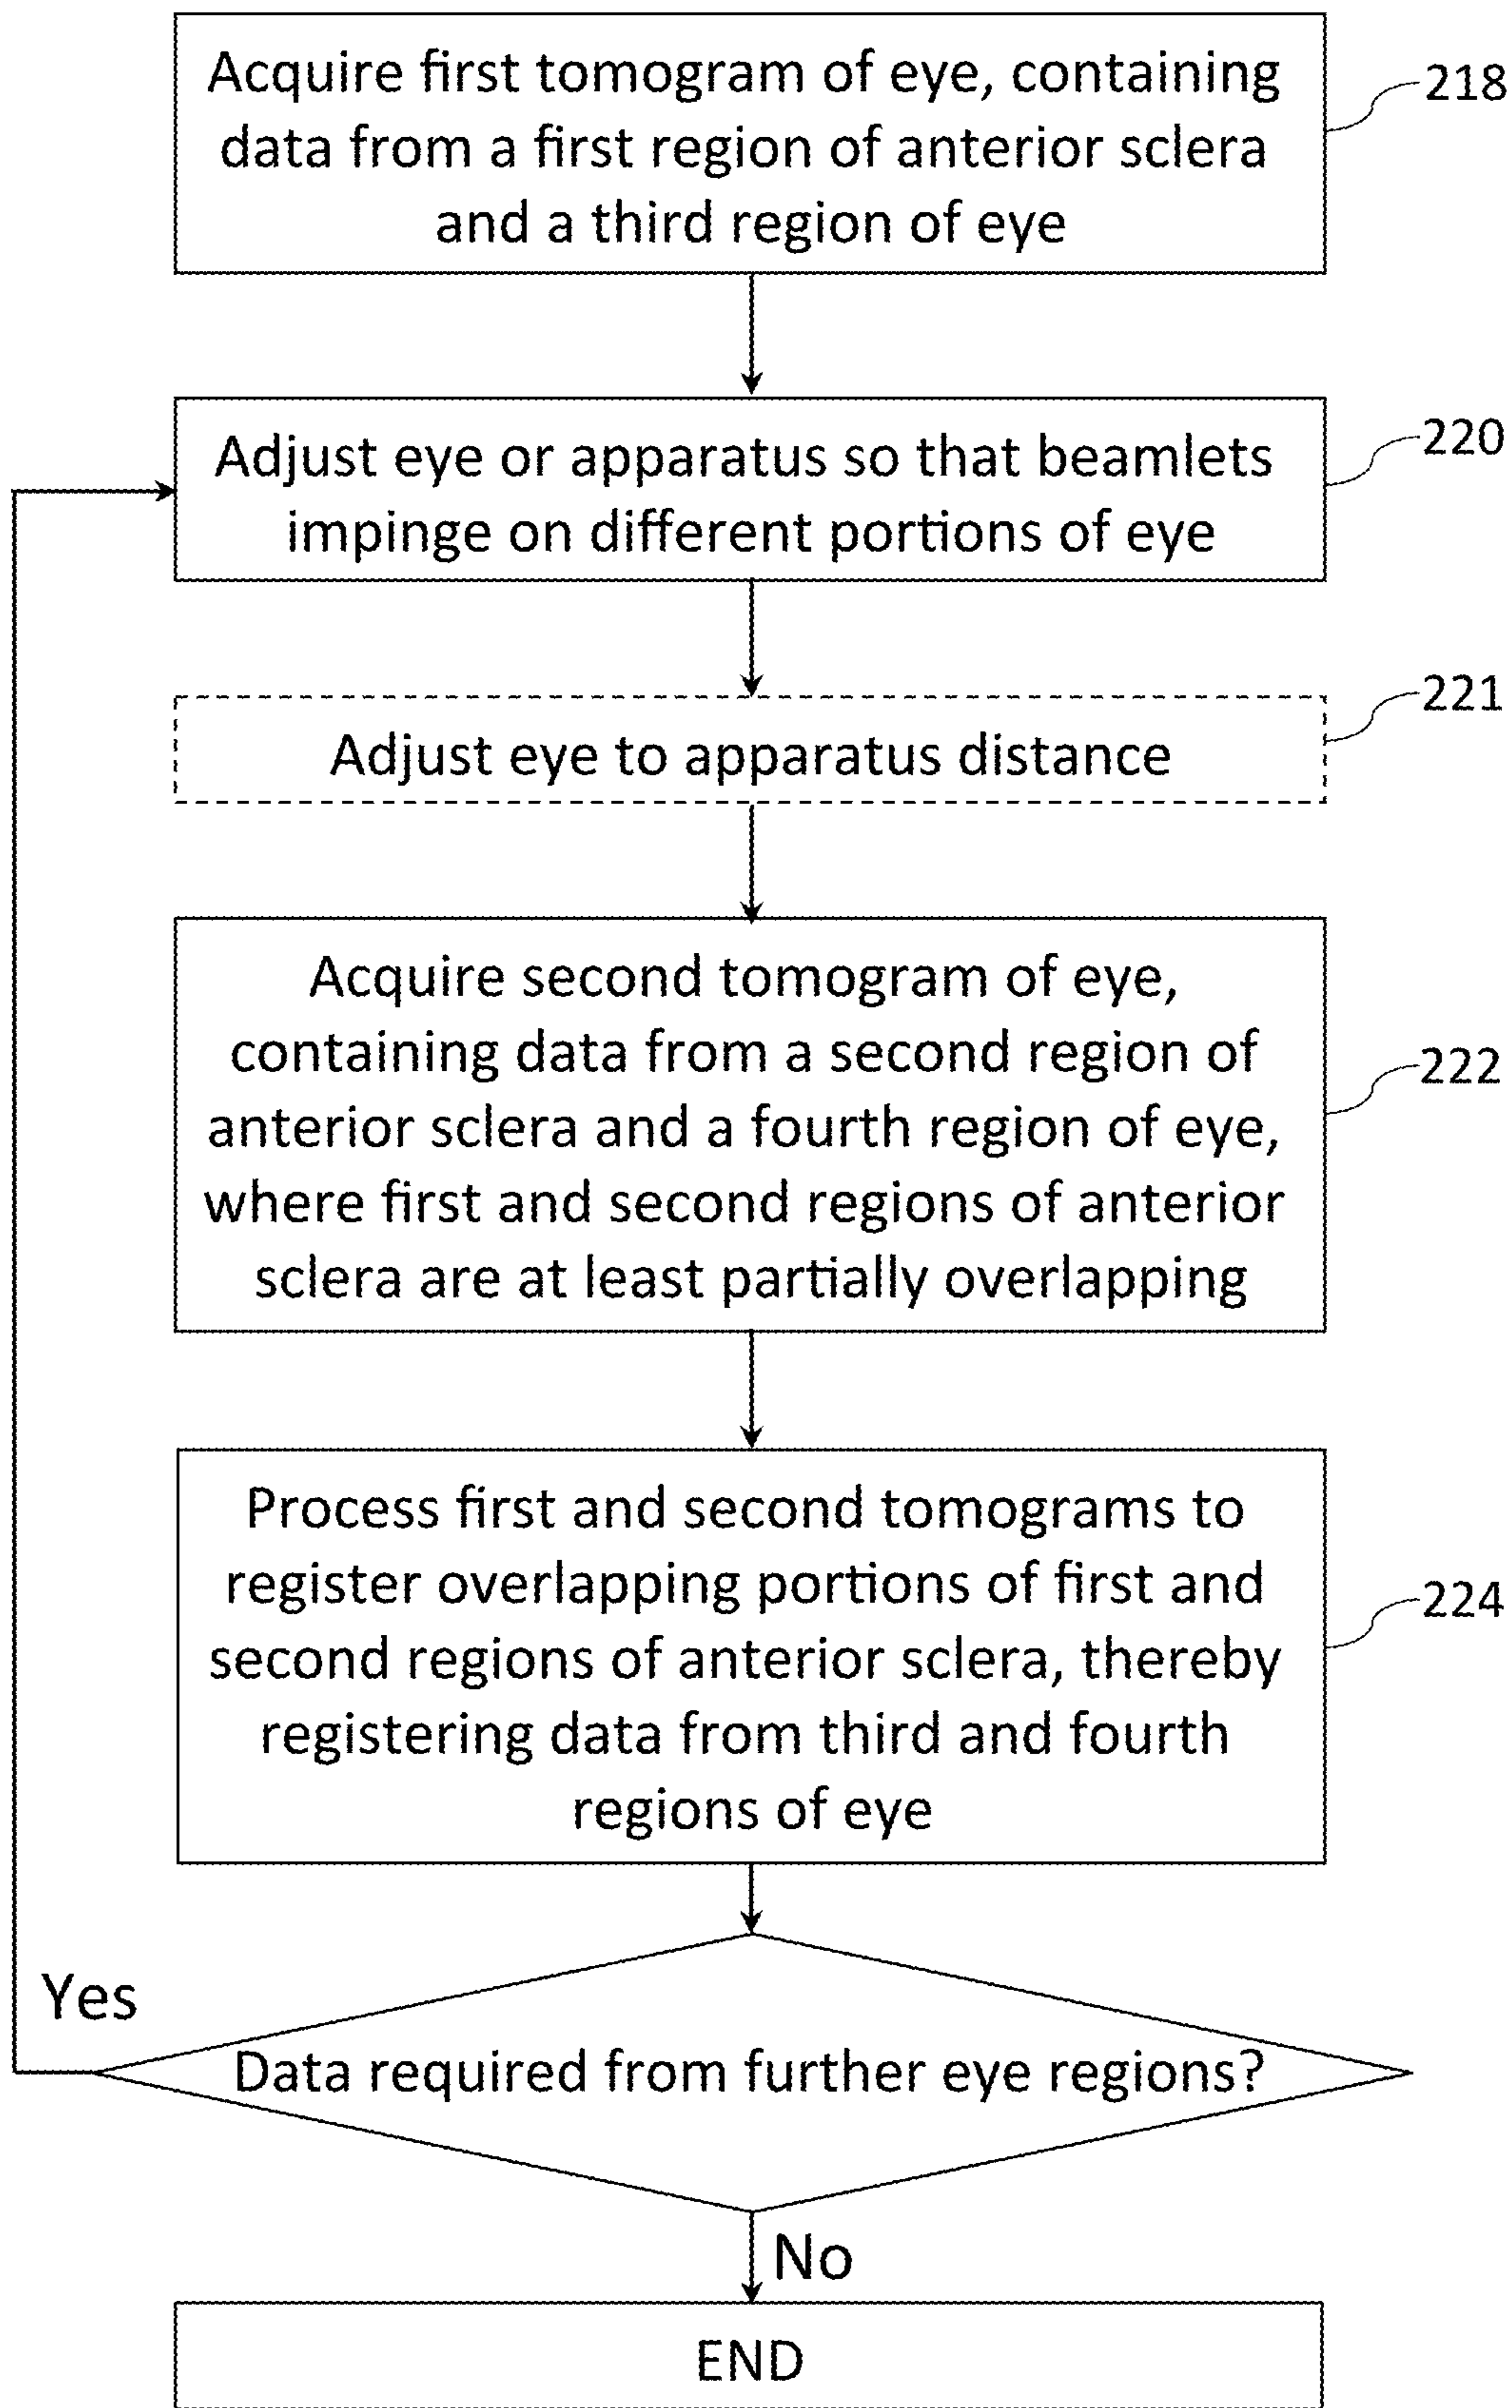 Acquire first tomogram of eye, containing
data from a first region of anterior sclera
and a third region of eye
218
Adjust eye or apparatus so that beamlets
impinge on different portions of eye
220
Adjust eye to apparatus distance
221
Acquire second tomogram of eye,
containing data from a second region of
anterior sclera and a fourth region of eye,
where first and second regions of anterior
sclera are at least partially overlapping
222
Process first and second tomograms to
register overlapping portions of first and
second regions of anterior sclera, thereby
registering data from third and fourth
regions of eye
224
Yes
Data required from further eye regions?
No
END